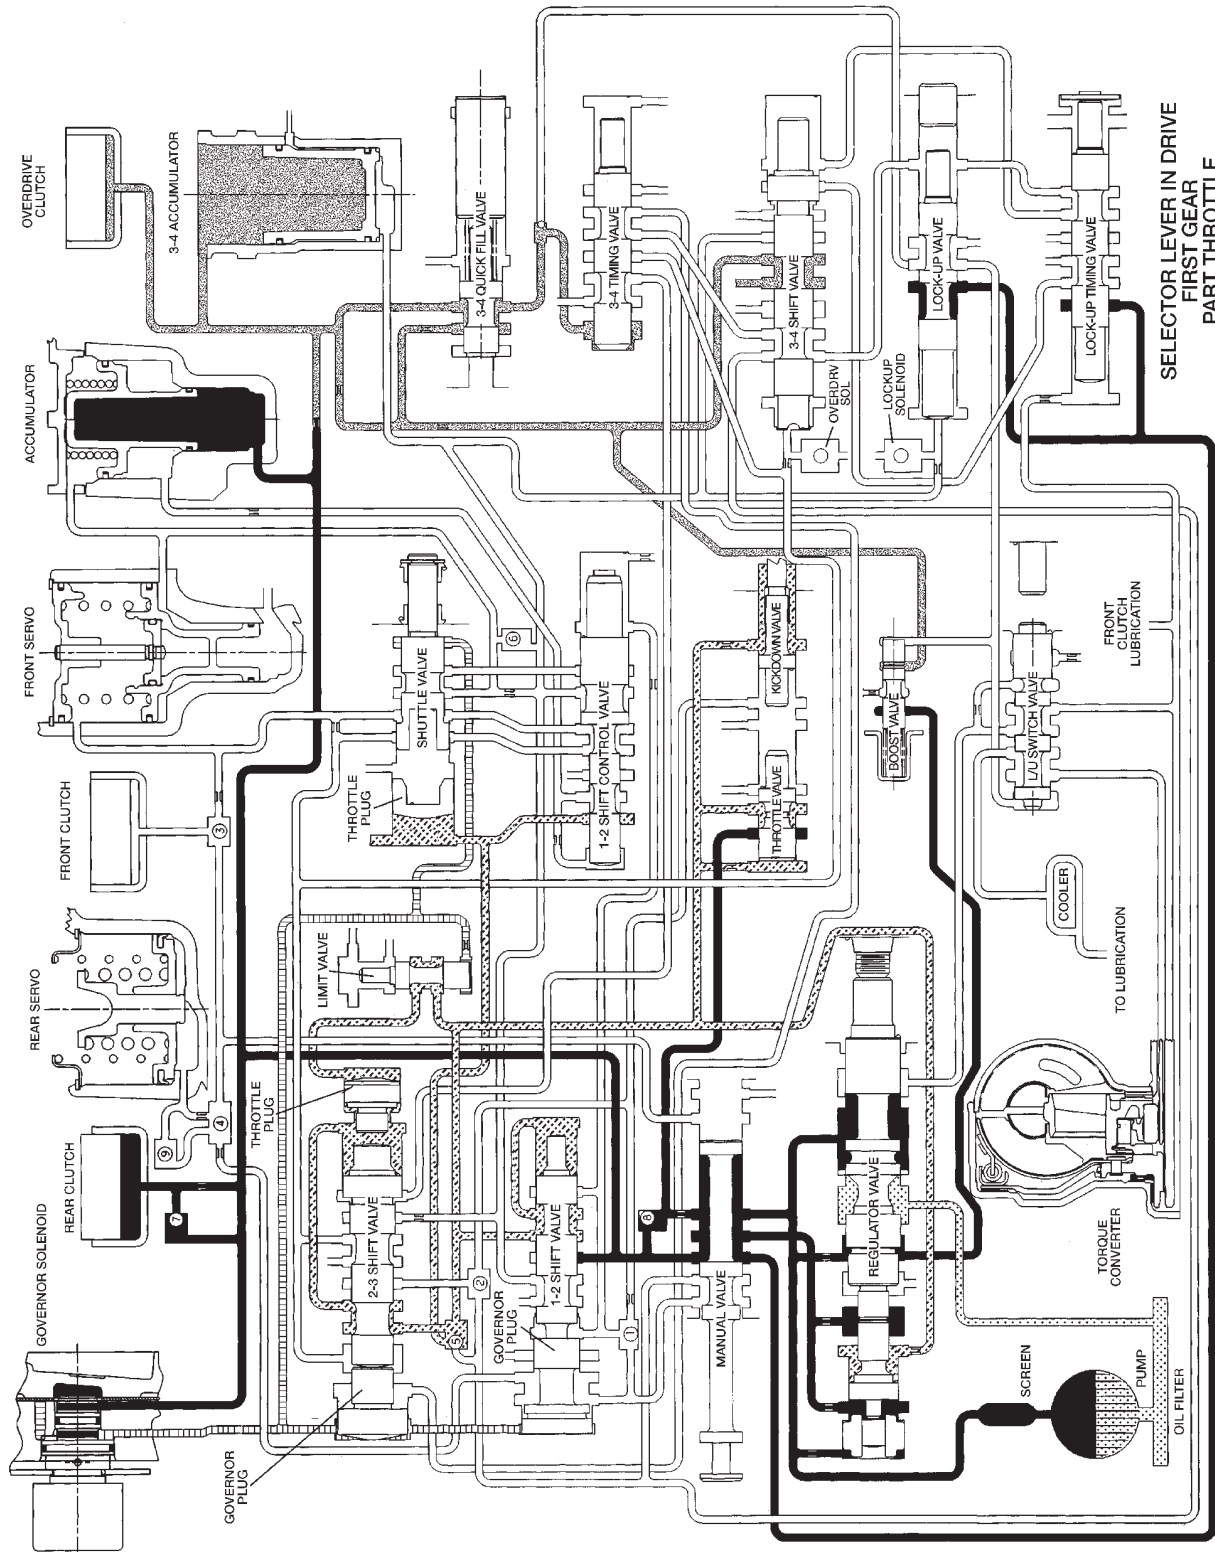 GOVERNOR SOLENOID
REAR CLUTCH
REAR SERVO
FRONT CLUTCH
FRONT SERVO
ACCUMULATOR
OVERDRIVE
CLUTCH
3-4 ACCUMULATOR
7
9
4
3
GOVERNOR
PLUG
2-3 SHIFT VALVE
THROTTLE
PLUG
LIMIT VALVE
THROTTLE
PLUG
SHUTTLE VALVE
3-4 QUICK FILL VALVE
5
2
6
GOVERNOR
PLUG
1-2 SHIFT VALVE
1-2 SHIFT CONTROL VALVE
3-4 TIMING VALVE
1
8
MANUAL VALVE
THROTTLE VALVE
KICKDOWN VALVE
3-4 SHIFT VALVE
OVERDRV
SOL
REGULATOR VALVE
BOOST VALVE
LOCKUP
SOLENOID
LOCK-UP VALVE
L/U SWITCH VALVE
LOCK-UP TIMING VALVE
SCREEN
PUMP
OIL FILTER
TORQUE
CONVERTER
TO LUBRICATION
COOLER
FRONT
CLUTCH
LUBRICATION
SELECTOR LEVER IN DRIVE
FIRST GEAR
PART THROTTLE